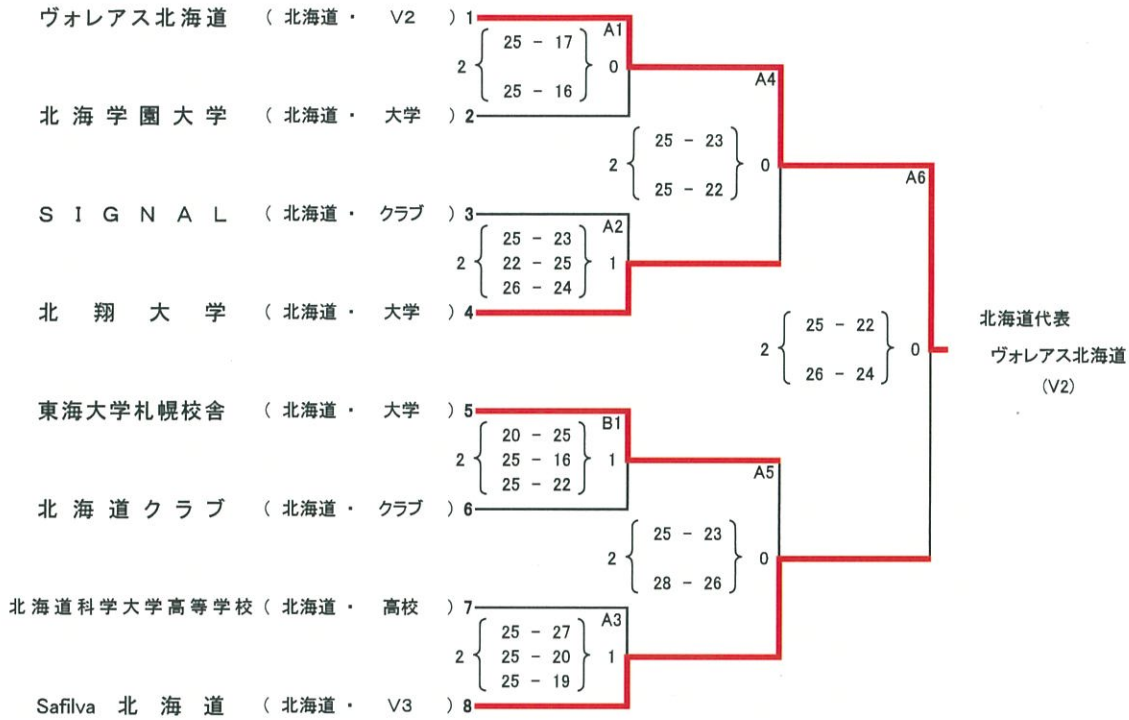 ヴォレアス北海道 ( 北海道 ・ V2 ) 1
A1
25 - 17
2 0
25 - 16
A4
北海学園大学 ( 北海道 ・ 大学 ) 2
25 - 23
2 0
25 - 22
A6
SIGNAL ( 北海道 ・ クラブ ) 3
A2
25 - 23
2 22 - 25 1
26 - 24
北翔大学 ( 北海道 ・ 大学 ) 4
25 - 22
2 0
26 - 24
北海道代表
ヴォレアス北海道
(V2)
東海大学札幌校舎 ( 北海道 ・ 大学 ) 5
B1
20 - 25
2 25 - 16 1
25 - 22
A5
北海道クラブ ( 北海道 ・ クラブ ) 6
25 - 23
2 0
28 - 26
北海道科学大学高等学校 ( 北海道 ・ 高校 ) 7
A3
25 - 27
2 25 - 20 1
25 - 19
Safilva 北海道 ( 北海道 ・ V3 ) 8